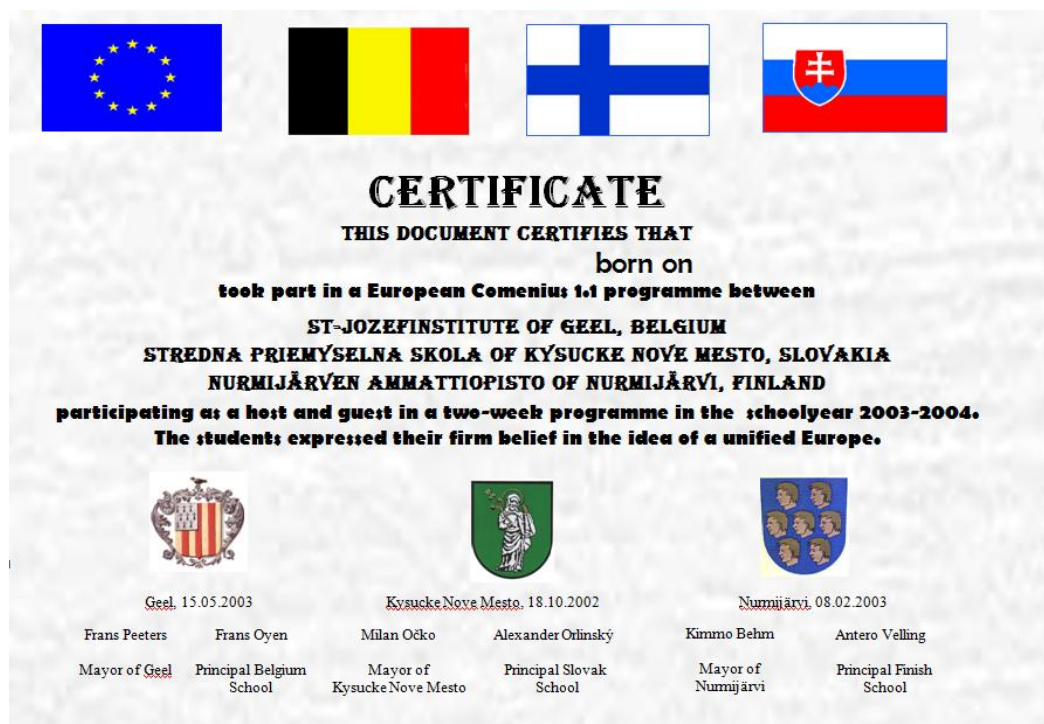 CERTIFICATE
THIS DOCUMENT CERTIFIES THAT
born on
took part in a European Comenius 1.1 programme between
ST-JOZEFINSTITUTE OF GEEL, BELGIUM
STREDNA PRIEMYSELNA SKOLA OF KYSUCKE NOVE MESTO, SLOVAKIA
NURMIJÄRVEN AMMATTIOPISTO OF NURMIJÄRVI, FINLAND
participating as a host and guest in a two-week programme in the schoolyear 2003-2004.
The students expressed their firm belief in the idea of a unified Europe.
Geel, 15.05.2003
Frans Peeters Frans Oyen
Mayor of Geel Principal Belgium
School
Kysucke Nove Mesto, 18.10.2002
Milan Očko Alexander Orlinský
Mayor of Principal Slovak
Kysucke Nove Mesto School
Nurmijärvi, 08.02.2003
Kimmo Behm Antero Velling
Mayor of Principal Finish
Nurmijärvi School